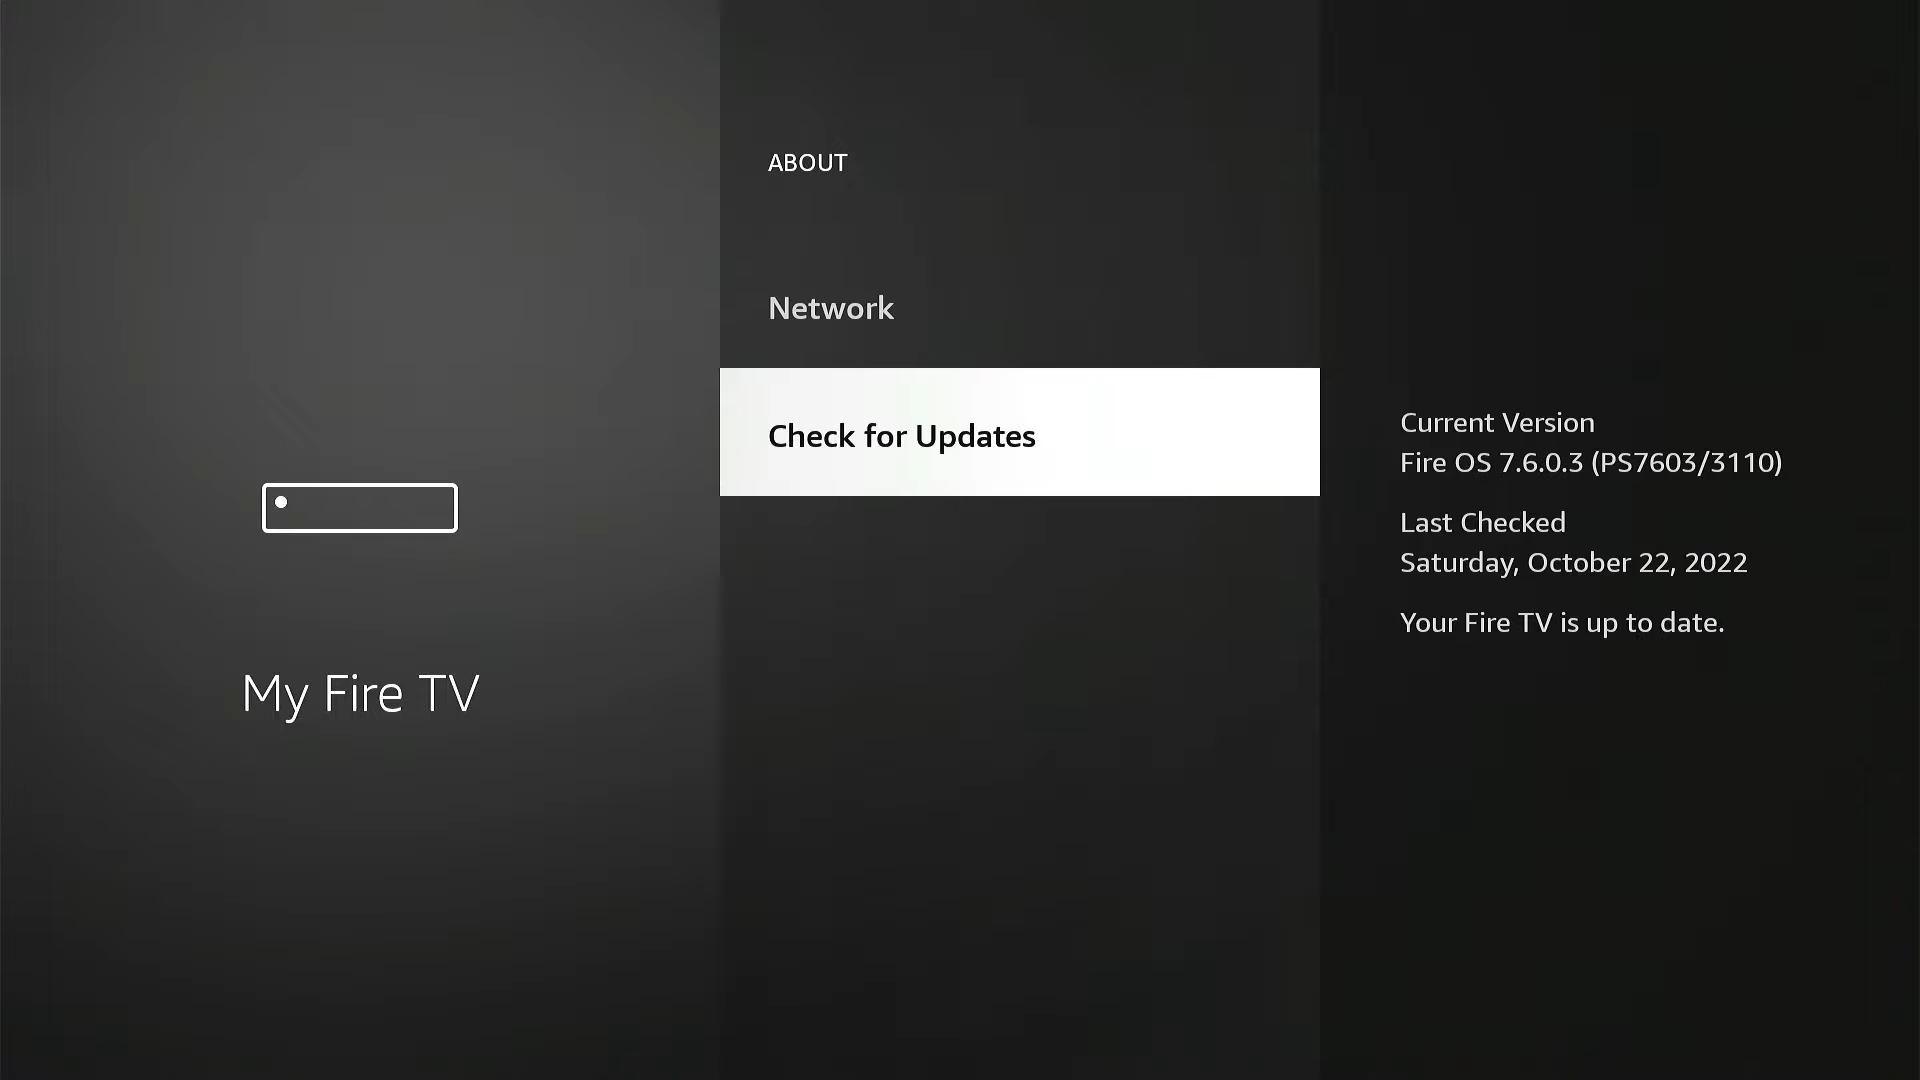 ABOUT
Network
Check for Updates
My Fire TV
Current Version
Fire OS 7.6.0.3 (PS7603/3110)
Last Checked
Saturday, October 22, 2022
Your Fire TV is up to date.